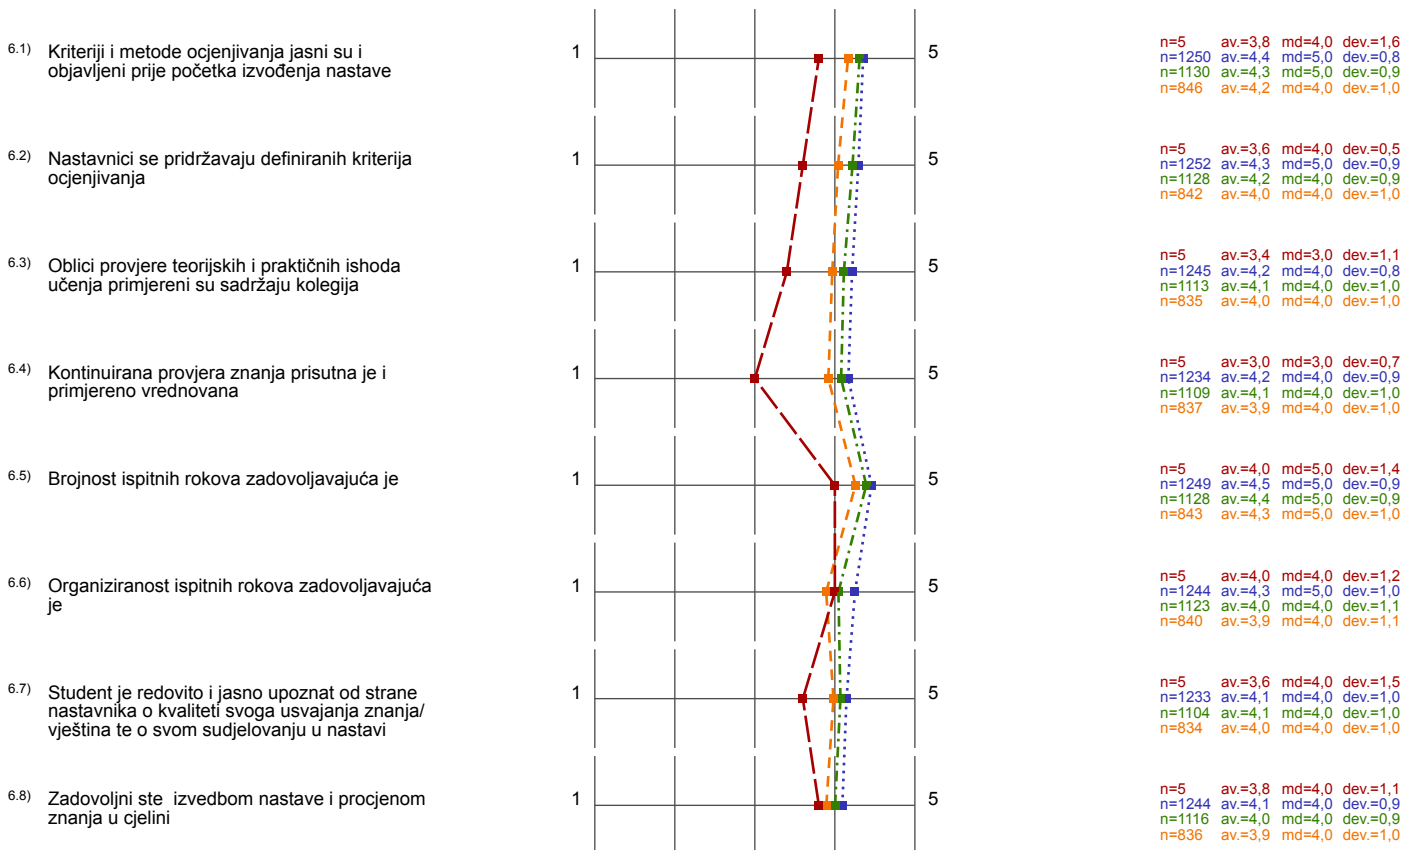 6.1) Kriteriji i metode ocjenjivanja jasni su i
objavljeni prije početka izvođenja nastave
1
5
n=5 av.=3,8 md=4,0 dev.=1,6
n=1250 av.=4,4 md=5,0 dev.=0,8
n=1130 av.=4,3 md=5,0 dev.=0,9
n=846 av.=4,2 md=4,0 dev.=1,0
6.2) Nastavnici se pridržavaju definiranih kriterija
ocjenjivanja
1
5
n=5 av.=3,6 md=4,0 dev.=0,5
n=1252 av.=4,3 md=5,0 dev.=0,9
n=1128 av.=4,2 md=4,0 dev.=0,9
n=842 av.=4,0 md=4,0 dev.=1,0
6.3) Oblici provjere teorijskih i praktičnih ishoda
učenja primjereni su sadržaju kolegija
1
5
n=5 av.=3,4 md=3,0 dev.=1,1
n=1245 av.=4,2 md=4,0 dev.=0,8
n=1113 av.=4,1 md=4,0 dev.=1,0
n=835 av.=4,0 md=4,0 dev.=1,0
6.4) Kontinuirana provjera znanja prisutna je i
primjereno vrednovana
1
5
n=5 av.=3,0 md=3,0 dev.=0,7
n=1234 av.=4,2 md=4,0 dev.=0,9
n=1109 av.=4,1 md=4,0 dev.=1,0
n=837 av.=3,9 md=4,0 dev.=1,0
6.5) Brojnost ispitnih rokova zadovoljavajuća je
1
5
n=5 av.=4,0 md=5,0 dev.=1,4
n=1249 av.=4,5 md=5,0 dev.=0,9
n=1128 av.=4,4 md=5,0 dev.=0,9
n=843 av.=4,3 md=5,0 dev.=1,0
6.6) Organiziranost ispitnih rokova zadovoljavajuća
je
1
5
n=5 av.=4,0 md=4,0 dev.=1,2
n=1244 av.=4,3 md=5,0 dev.=1,0
n=1123 av.=4,0 md=4,0 dev.=1,1
n=840 av.=3,9 md=4,0 dev.=1,1
6.7) Student je redovito i jasno upoznat od strane
nastavnika o kvaliteti svoga usvajanja znanja/
vještina te o svom sudjelovanju u nastavi
1
5
n=5 av.=3,6 md=4,0 dev.=1,5
n=1233 av.=4,1 md=4,0 dev.=1,0
n=1104 av.=4,1 md=4,0 dev.=1,0
n=834 av.=4,0 md=4,0 dev.=1,0
6.8) Zadovoljni ste izvedbom nastave i procjenom
znanja u cjelini
1
5
n=5 av.=3,8 md=4,0 dev.=1,1
n=1244 av.=4,1 md=4,0 dev.=0,9
n=1116 av.=4,0 md=4,0 dev.=0,9
n=836 av.=3,9 md=4,0 dev.=1,0